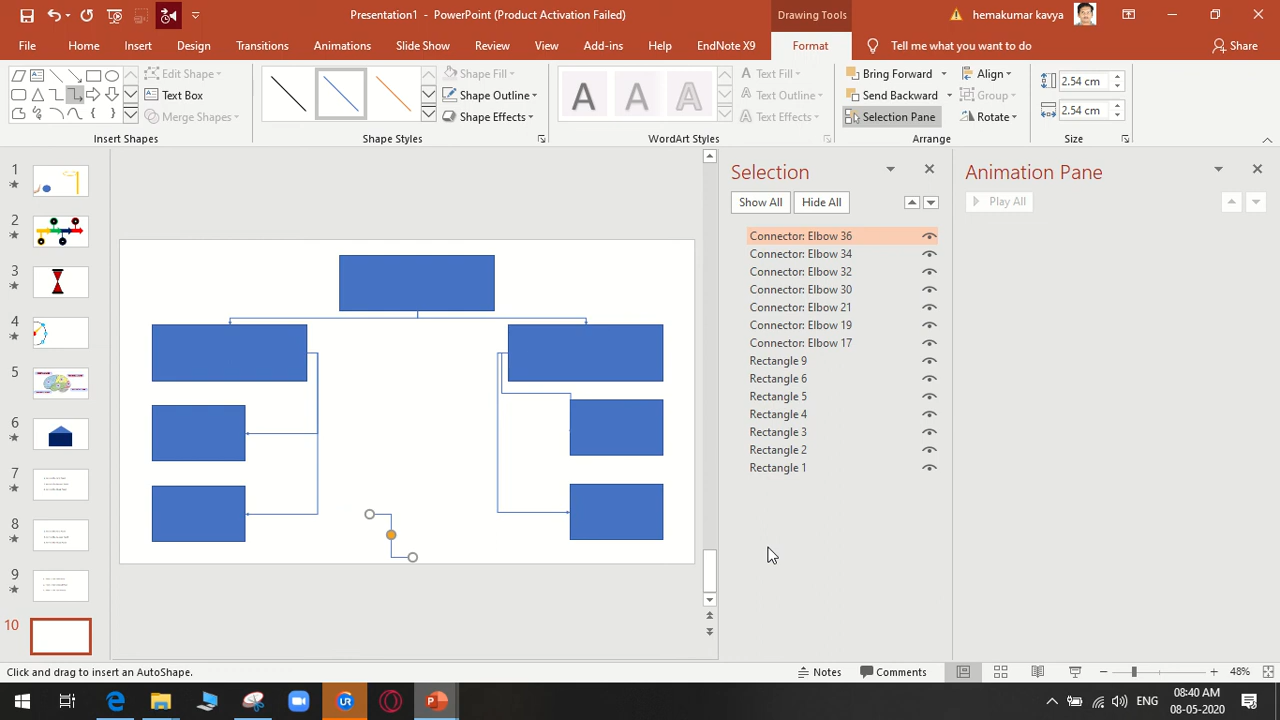 Presentation1 - PowerPoint (Product Activation Failed)
Drawing Tools
hemakumar kavya
File
Home
Insert
Design
Transitions
Animations
Slide Show
Review
View
Add-ins
Help
EndNote X9
Format
Tell me what you want to do
Share
Edit Shape
Text Box
Merge Shapes
Insert Shapes
Shape Fill
Shape Outline
Shape Effects
Shape Styles
A A A
Text Fill
Text Outline
Text Effects
WordArt Styles
Bring Forward
Send Backward
Selection Pane
Align
Group
Rotate
Arrange
2.54 cm
2.54 cm
Size
1
2
3
4
5
6
7
8
9
10
Selection
Show All
Hide All
Connector: Elbow 36
Connector: Elbow 34
Connector: Elbow 32
Connector: Elbow 30
Connector: Elbow 21
Connector: Elbow 19
Connector: Elbow 17
Rectangle 9
Rectangle 6
Rectangle 5
Rectangle 4
Rectangle 3
Rectangle 2
Rectangle 1
Animation Pane
Play All
Click and drag to insert an AutoShape.
Notes
Comments
48%
UR
ENG
08:40 AM
08-05-2020